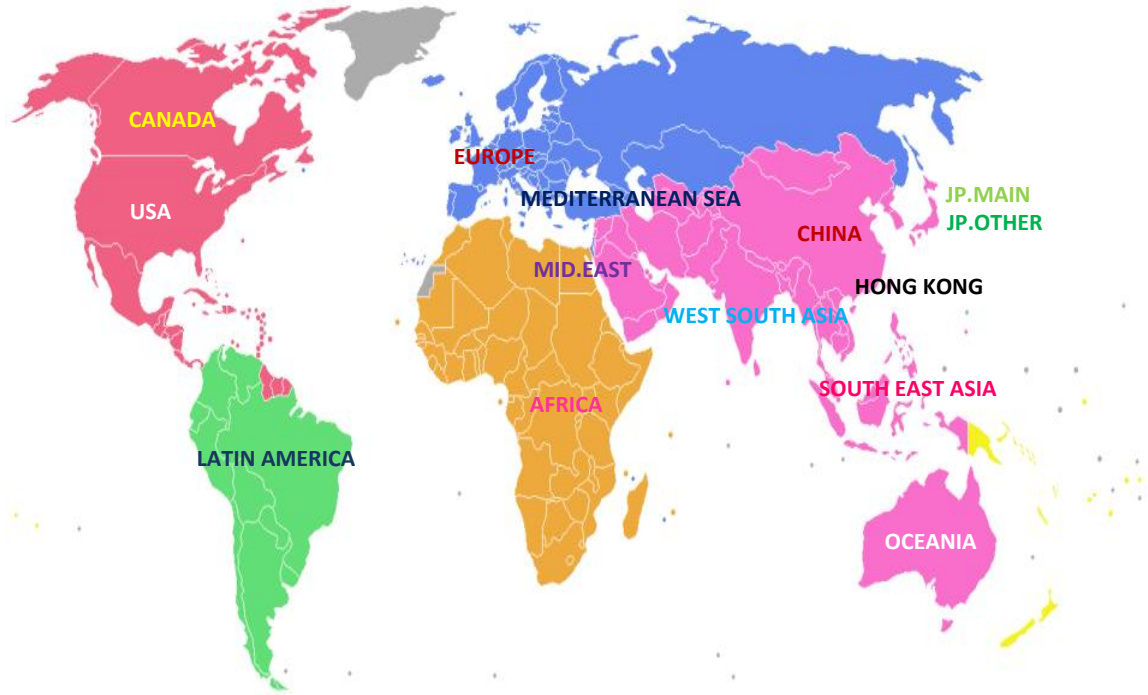 CANADA
EUROPE
MEDITERRANEAN SEA
JP.MAIN
USA
JP.OTHER
CHINA
MID.EAST
HONG KONG
WEST SOUTH ASIA
SOUTH EAST ASIA
AFRICA
LATIN AMERICA
OCEANIA